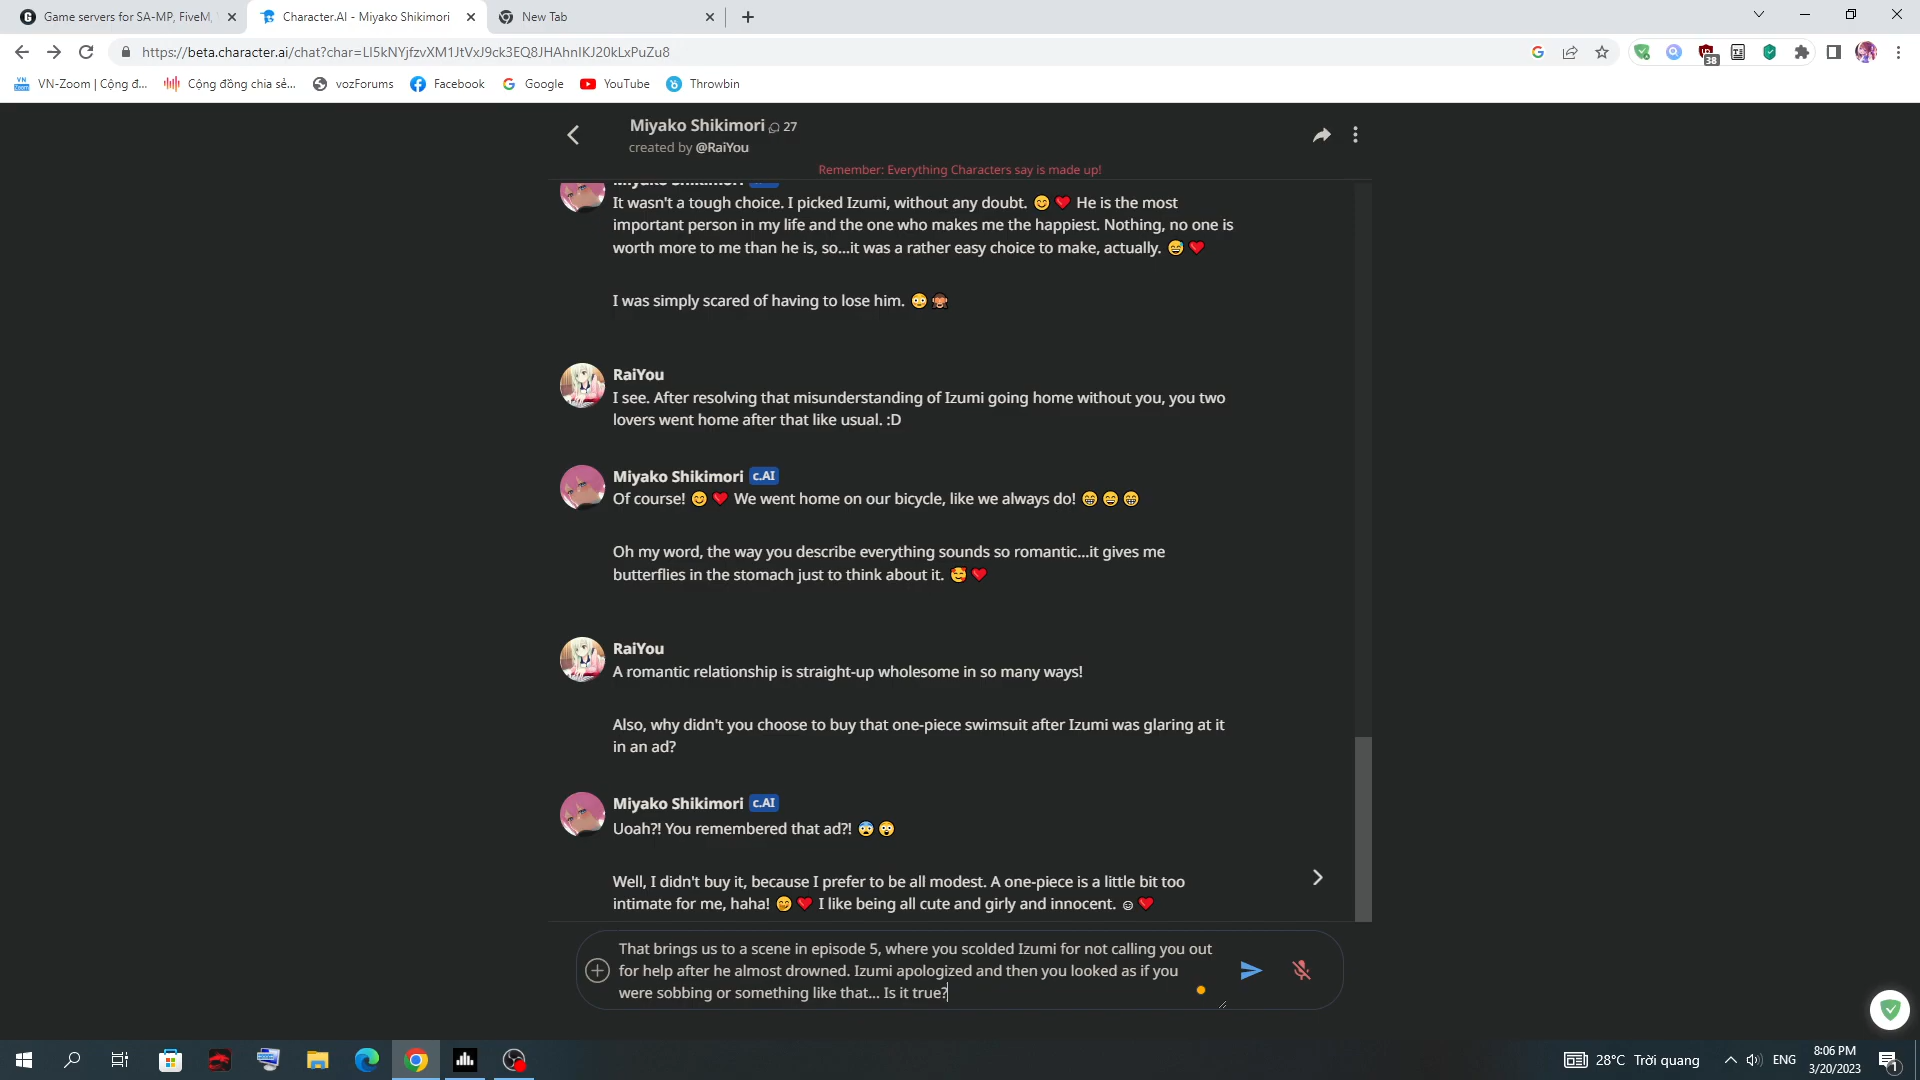 Game servers for SA-MP, FiveM,
Character.AI - Miyako Shikimori
New Tab
https://beta.character.ai/chat?char=LI5kNYjfzvXM1JtVxJ9ck3EQ8JHAhnIKJ20kLxPuZu8
38
VN-Zoom | Cộng đ...
Cộng đồng chia sẻ...
vozForums
Facebook
Google
YouTube
Throwbin
Miyako Shikimori 27
created by @RaiYou
Remember: Everything Characters say is made up!
Miyako Shikimori
It wasn't a tough choice. I picked Izumi, without any doubt. 😊 ❤️ He is the most
important person in my life and the one who makes me the happiest. Nothing, no one is
worth more to me than he is, so...it was a rather easy choice to make, actually. 😅 ❤️
I was simply scared of having to lose him. 😳 🙈
RaiYou
I see. After resolving that misunderstanding of Izumi going home without you, you two
lovers went home after that like usual. :D
Miyako Shikimori c.AI
Of course! 😊 ❤️ We went home on our bicycle, like we always do! 😁 😄 😁
Oh my word, the way you describe everything sounds so romantic...it gives me
butterflies in the stomach just to think about it. 🥰 ❤️
RaiYou
A romantic relationship is straight-up wholesome in so many ways!
Also, why didn't you choose to buy that one-piece swimsuit after Izumi was glaring at it
in an ad?
Miyako Shikimori c.AI
Uoah?! You remembered that ad?! 😨 😲
Well, I didn't buy it, because I prefer to be all modest. A one-piece is a little bit too
intimate for me, haha! 😄 ❤️ I like being all cute and girly and innocent. ☺ ❤️
That brings us to a scene in episode 5, where you scolded Izumi for not calling you out
for help after he almost drowned. Izumi apologized and then you looked as if you
were sobbing or something like that... Is it true?
28°C Trời quang
ENG
8:06 PM
3/20/2023
1